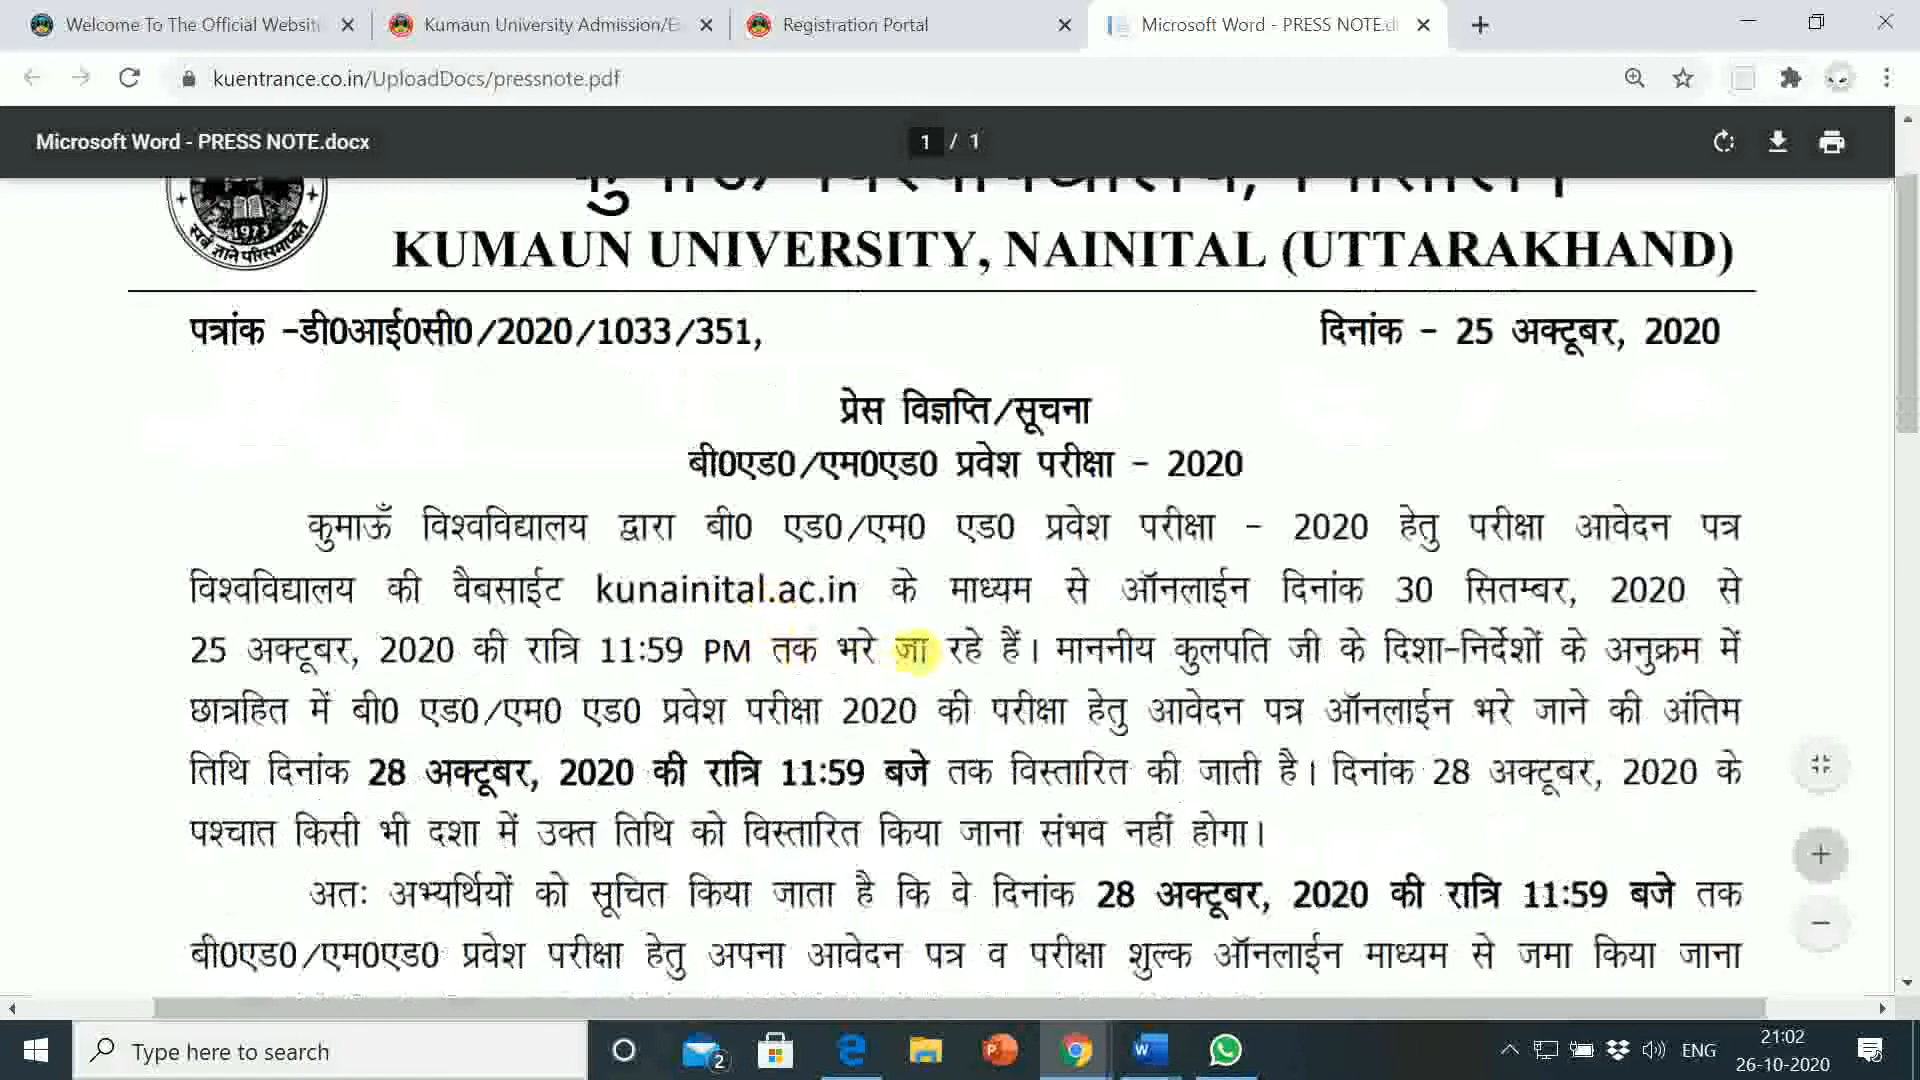 Welcome To The Official Websit
Kumaun University Admission/E
Registration Portal
Microsoft Word - PRESS NOTE.d
kuentrance.co.in/UploadDocs/pressnote.pdf
Microsoft Word - PRESS NOTE.docx
1 / 1
1973
KUMAUN UNIVERSITY, NAINITAL (UTTARAKHAND)
पत्रांक -डी0आई0सी0/2020/1033/351,
दिनांक - 25 अक्टूबर, 2020
प्रेस विज्ञप्ति/सूचना
बी0एड0/एम0एड0 प्रवेश परीक्षा - 2020
कुमाऊँ विश्वविद्यालय द्वारा बी0 एड0/एम0 एड0 प्रवेश परीक्षा - 2020 हेतु परीक्षा आवेदन पत्र
विश्वविद्यालय की वैबसाईट kunainital.ac.in के माध्यम से ऑनलाईन दिनांक 30 सितम्बर, 2020 से
25 अक्टूबर, 2020 की रात्रि 11:59 PM तक भरे जा रहे हैं। माननीय कुलपति जी के दिशा-निर्देशों के अनुक्रम में
छात्रहित में बी0 एड0/एम0 एड0 प्रवेश परीक्षा 2020 की परीक्षा हेतु आवेदन पत्र ऑनलाईन भरे जाने की अंतिम
तिथि दिनांक 28 अक्टूबर, 2020 की रात्रि 11:59 बजे तक विस्तारित की जाती है। दिनांक 28 अक्टूबर, 2020 के
पश्चात किसी भी दशा में उक्त तिथि को विस्तारित किया जाना संभव नहीं होगा।
अतः अभ्यर्थियों को सूचित किया जाता है कि वे दिनांक 28 अक्टूबर, 2020 की रात्रि 11:59 बजे तक
बी0एड0/एम0एड0 प्रवेश परीक्षा हेतु अपना आवेदन पत्र व परीक्षा शुल्क ऑनलाईन माध्यम से जमा किया जाना
Type here to search
2
ENG
21:02
26-10-2020